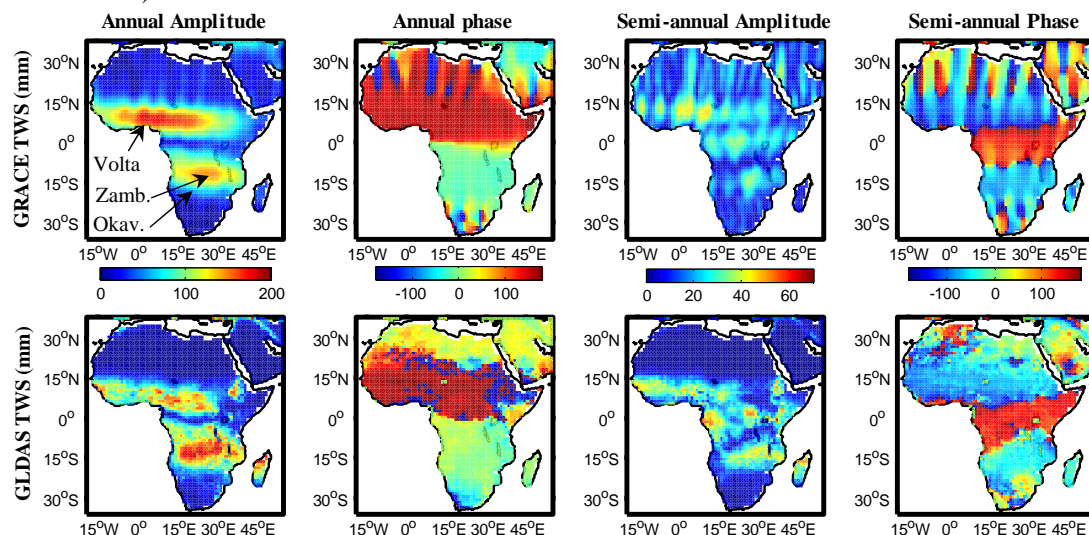 Annual Amplitude Annual phase Semi-annual Amplitude Semi-annual Phase
GRACE TWS (mm)
30°N 30°N 30°N 30°N
15°N 15°N 15°N 15°N
0° 0° 0° 0°
Volta
Zamb.
15°S 15°S 15°S 15°S
Okav.
30°S 30°S 30°S 30°S
15°W 0° 15°E 30°E 45°E 15°W 0° 15°E 30°E 45°E 15°W 0° 15°E 30°E 45°E 15°W 0° 15°E 30°E 45°E
0 100 200 -100 0 100 0 20 40 60 -100 0 100
GLDAS TWS (mm)
30°N 30°N 30°N 30°N
15°N 15°N 15°N 15°N
0° 0° 0° 0°
15°S 15°S 15°S 15°S
30°S 30°S 30°S 30°S
15°W 0° 15°E 30°E 45°E 15°W 0° 15°E 30°E 45°E 15°W 0° 15°E 30°E 45°E 15°W 0° 15°E 30°E 45°E